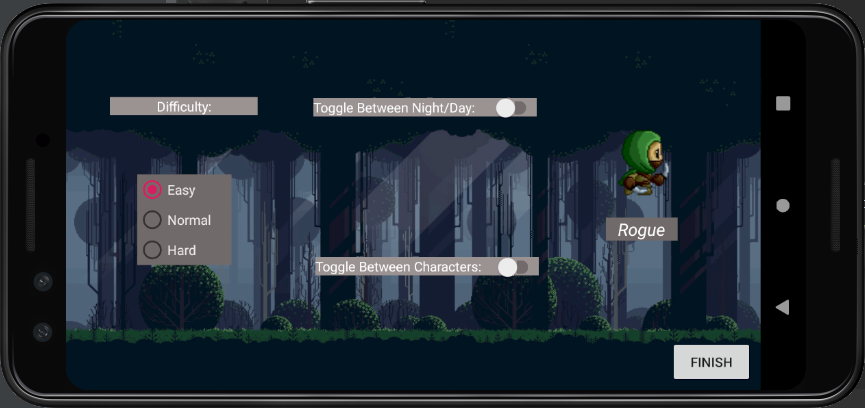 Difficulty:
Toggle Between Night/Day:
Easy
Normal
Hard
Rogue
Toggle Between Characters:
FINISH